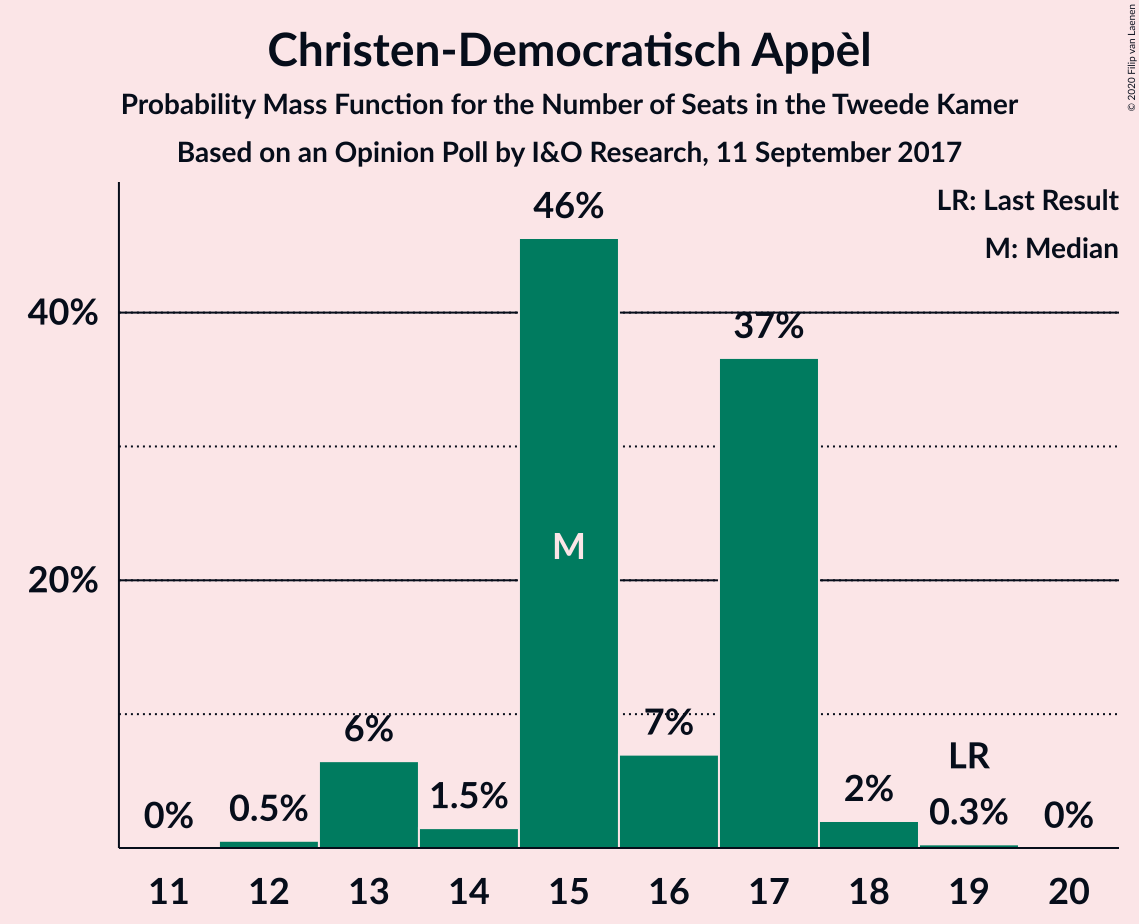 Christen-Democratisch Appèl
Probability Mass Function for the Number of Seats in the Tweede Kamer
Based on an Opinion Poll by I&O Research, 11 September 2017
© 2020 Filip van Laenen
LR: Last Result
M: Median
46%
40%
37%
M
20%
6%
7%
LR
0%
0.5%
1.5%
2%
0.3%
0%
11 12 13 14 15 16 17 18 19 20